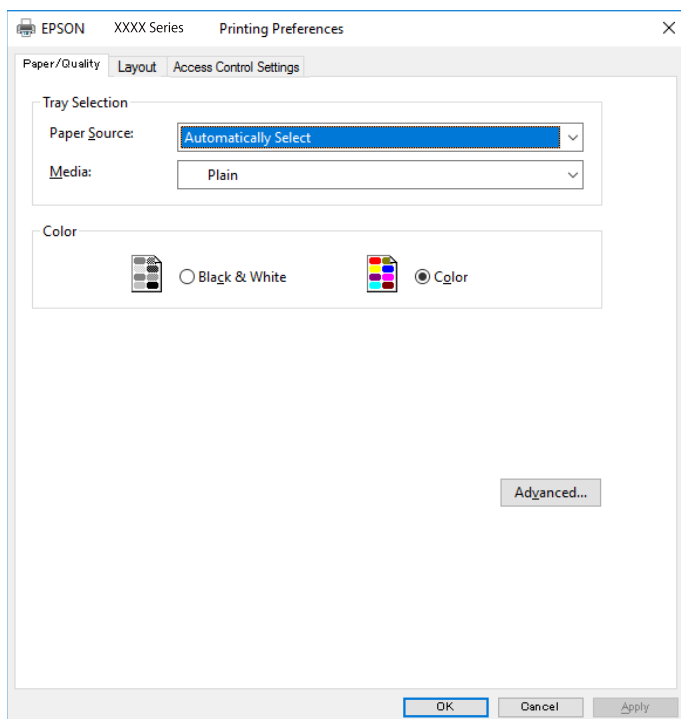 EPSON XXXX Series Printing Preferences
Paper/Quality Layout Access Control Settings
Tray Selection
Paper Source: Automatically Select
Media: Plain
Color
Black & White Color
Advanced...
OK Cancel Apply